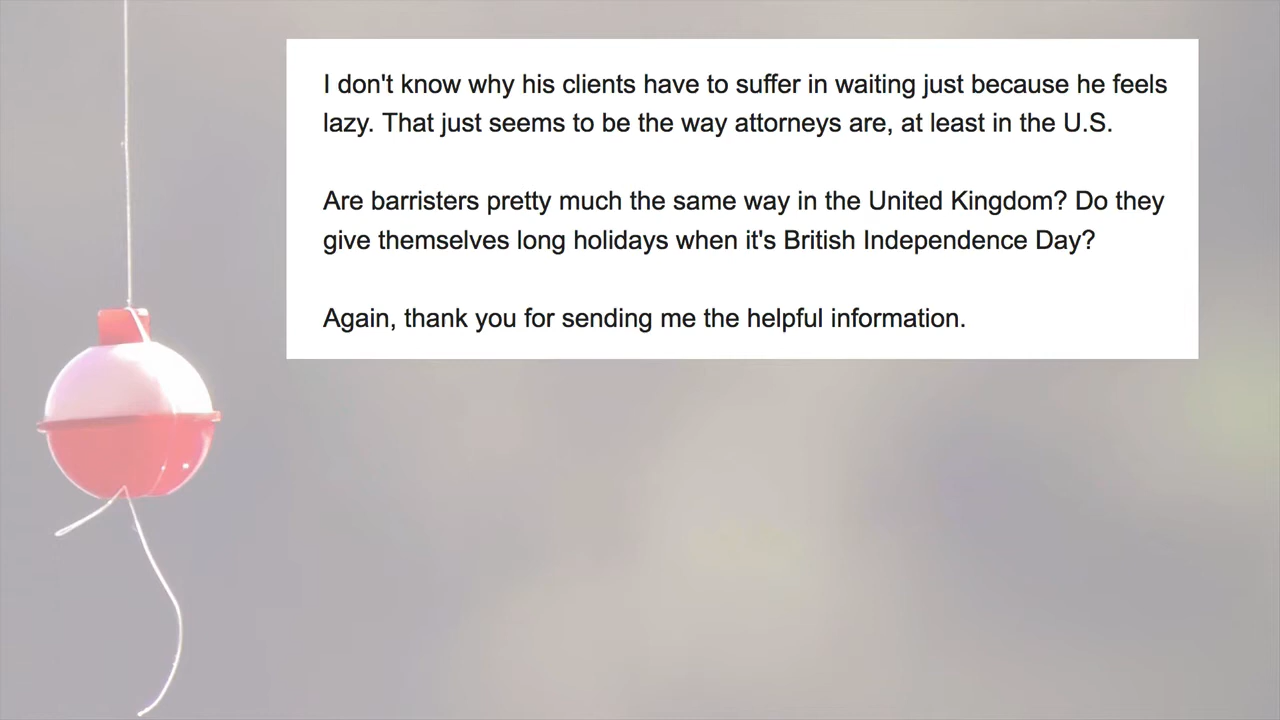 I don't know why his clients have to suffer in waiting just because he feels
lazy. That just seems to be the way attorneys are, at least in the U.S.
Are barristers pretty much the same way in the United Kingdom? Do they
give themselves long holidays when it's British Independence Day?
Again, thank you for sending me the helpful information.